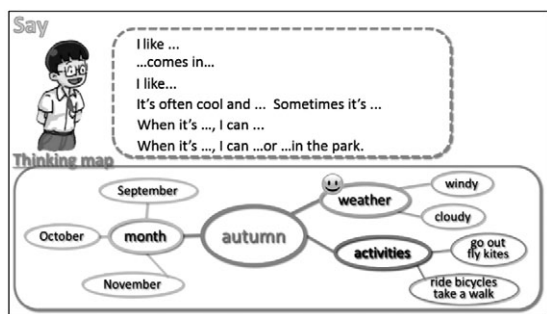 Say
I like ...
...comes in...
I like...
It's often cool and ... Sometimes it's ...
When it's ..., I can ...
When it's ..., I can ...or ...in the park.
Thinking map
September
October
month
November
autumn
weather
windy
cloudy
activities
go out
fly kites
ride bicycles
take a walk